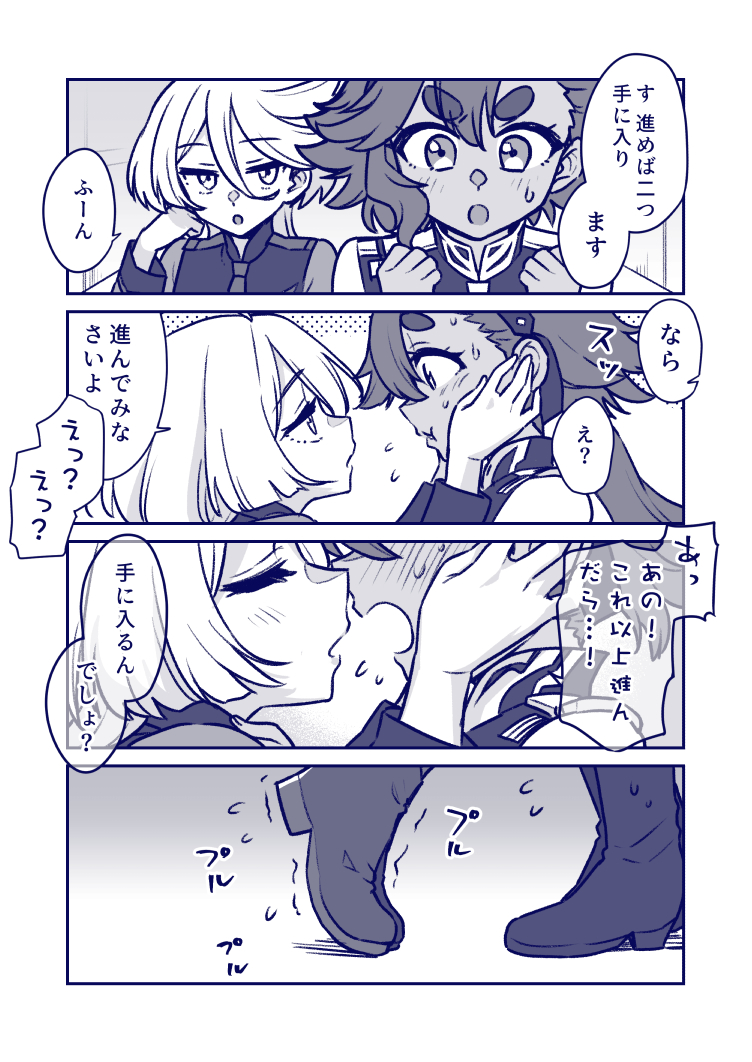 す 進めば二つ
手に入り
ます
ふーん
なら
スッ
え?
進んでみな
さいよ
えっ?
えっ?
あっ
あの!
これ以上進ん
だら…!
手に入るん
でしょ?
プル
プル
プル